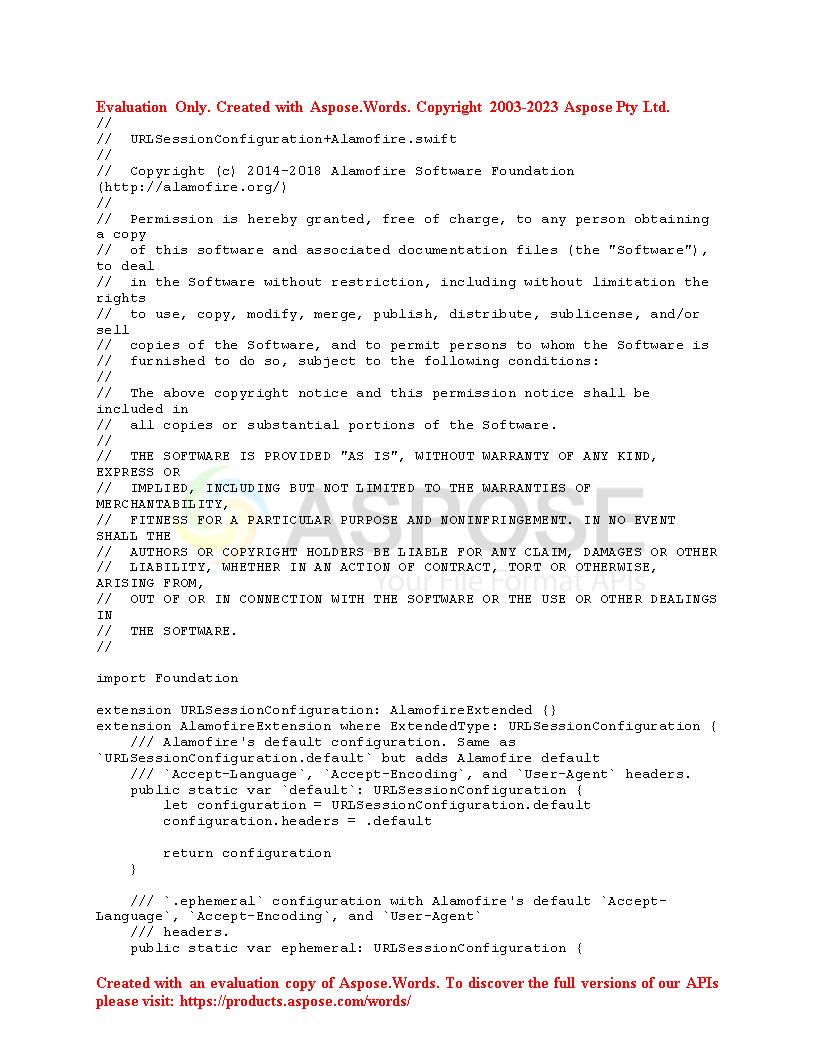 Evaluation Only. Created with Aspose.Words. Copyright 2003-2023 Aspose Pty Ltd.
//
//  URLSessionConfiguration+Alamofire.swift
//
//  Copyright (c) 2014-2018 Alamofire Software Foundation
(http://alamofire.org/)
//
//  Permission is hereby granted, free of charge, to any person obtaining
a copy
//  of this software and associated documentation files (the "Software"),
to deal
//  in the Software without restriction, including without limitation the
rights
//  to use, copy, modify, merge, publish, distribute, sublicense, and/or
sell
//  copies of the Software, and to permit persons to whom the Software is
//  furnished to do so, subject to the following conditions:
//
//  The above copyright notice and this permission notice shall be
included in
//  all copies or substantial portions of the Software.
//
//  THE SOFTWARE IS PROVIDED "AS IS", WITHOUT WARRANTY OF ANY KIND,
EXPRESS OR
//  IMPLIED, INCLUDING BUT NOT LIMITED TO THE WARRANTIES OF
MERCHANTABILITY,
//  FITNESS FOR A PARTICULAR PURPOSE AND NONINFRINGEMENT. IN NO EVENT
SHALL THE
//  AUTHORS OR COPYRIGHT HOLDERS BE LIABLE FOR ANY CLAIM, DAMAGES OR OTHER
//  LIABILITY, WHETHER IN AN ACTION OF CONTRACT, TORT OR OTHERWISE,
ARISING FROM,
//  OUT OF OR IN CONNECTION WITH THE SOFTWARE OR THE USE OR OTHER DEALINGS
IN
//  THE SOFTWARE.
//
ASPOSE
Your File Format APIs

import Foundation

extension URLSessionConfiguration: AlamofireExtended {}
extension AlamofireExtension where ExtendedType: URLSessionConfiguration {
    /// Alamofire's default configuration. Same as
`URLSessionConfiguration.default` but adds Alamofire default
    /// `Accept-Language`, `Accept-Encoding`, and `User-Agent` headers.
    public static var `default`: URLSessionConfiguration {
        let configuration = URLSessionConfiguration.default
        configuration.headers = .default

        return configuration
    }

    /// `.ephemeral` configuration with Alamofire's default `Accept-
Language`, `Accept-Encoding`, and `User-Agent`
    /// headers.
    public static var ephemeral: URLSessionConfiguration {

Created with an evaluation copy of Aspose.Words. To discover the full versions of our APIs
please visit: https://products.aspose.com/words/